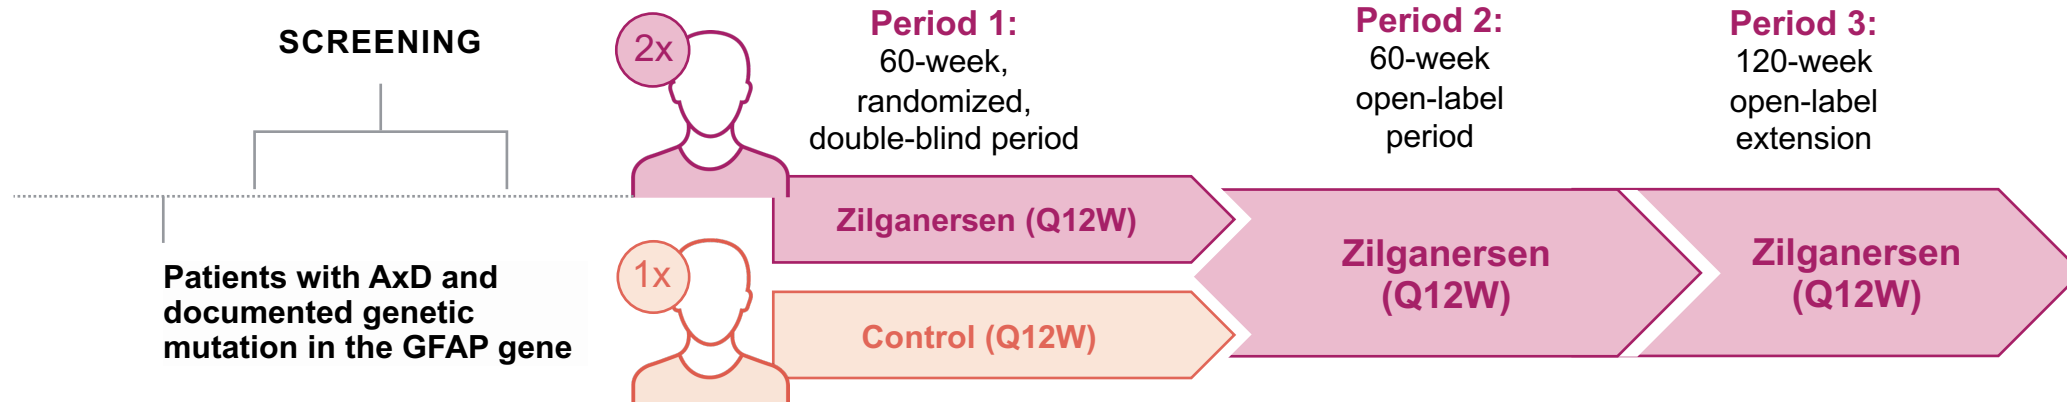 SCREENING
Patients with AxD and
documented genetic
mutation in the GFAP gene
2x
1x
Period 1:
60-week,
randomized,
double-blind period
Zilganersen (Q12W)
Control (Q12W)
Period 2:
60-week
open-label
period
Zilganersen
(Q12W)
Period 3:
120-week
open-label
extension
Zilganersen
(Q12W)